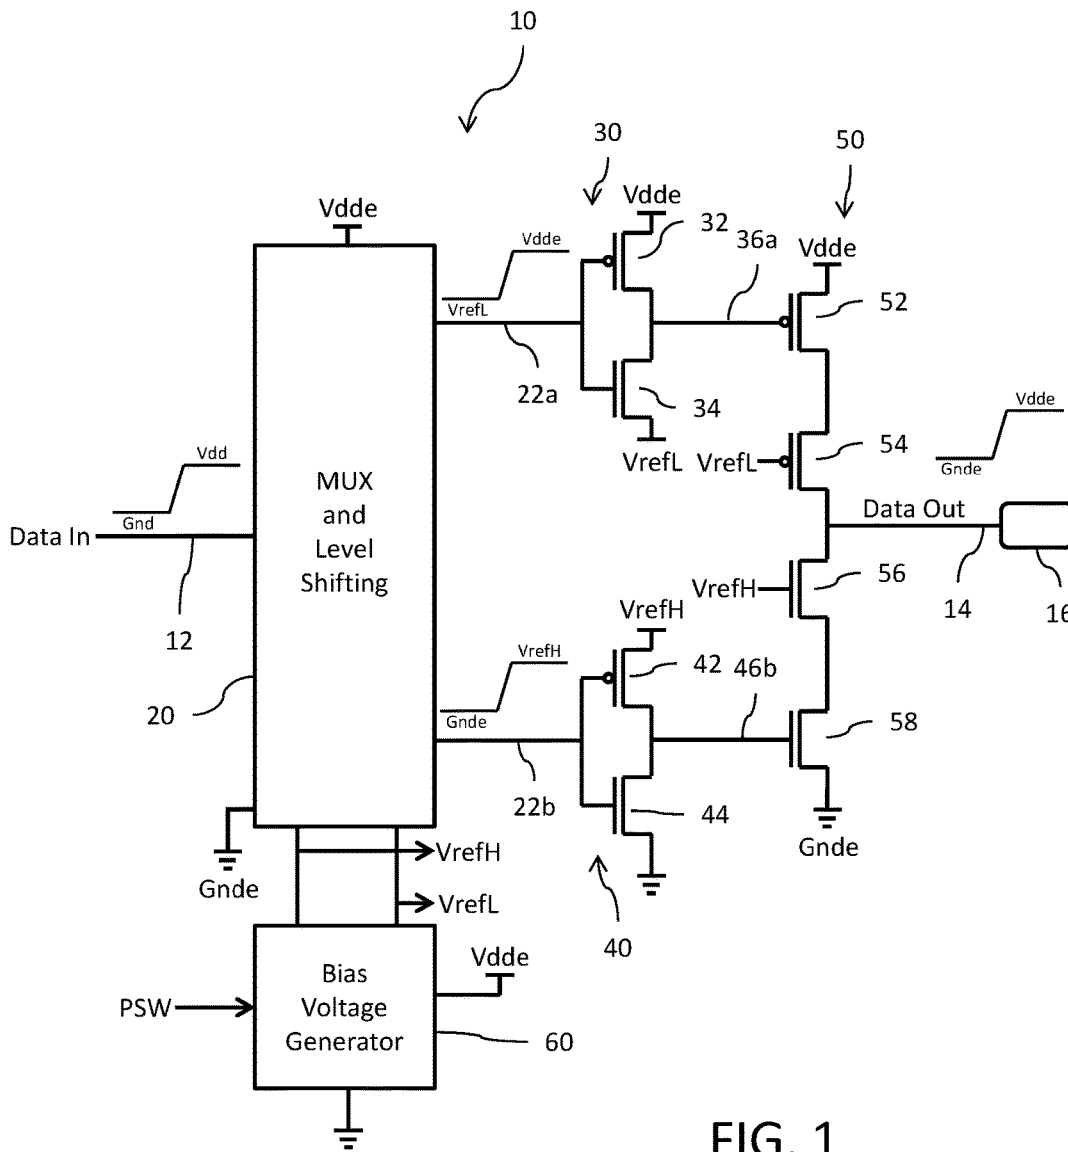 10
30
50
Vdde
Vdde
32
36a
Vdde
Vdde
52
VrefL
22a
34
VrefL
VrefL
54
Vdde
Gnde
Vdd
Gnd
Data In
12
MUX
and
Level
Shifting
20
Data Out
14
16
56
VrefH
VrefH
VrefH
Gnde
42
46b
58
22b
44
Gnde
Gnde
VrefH
VrefL
40
Bias
Voltage
Generator
Vdde
PSW
60
FIG. 1